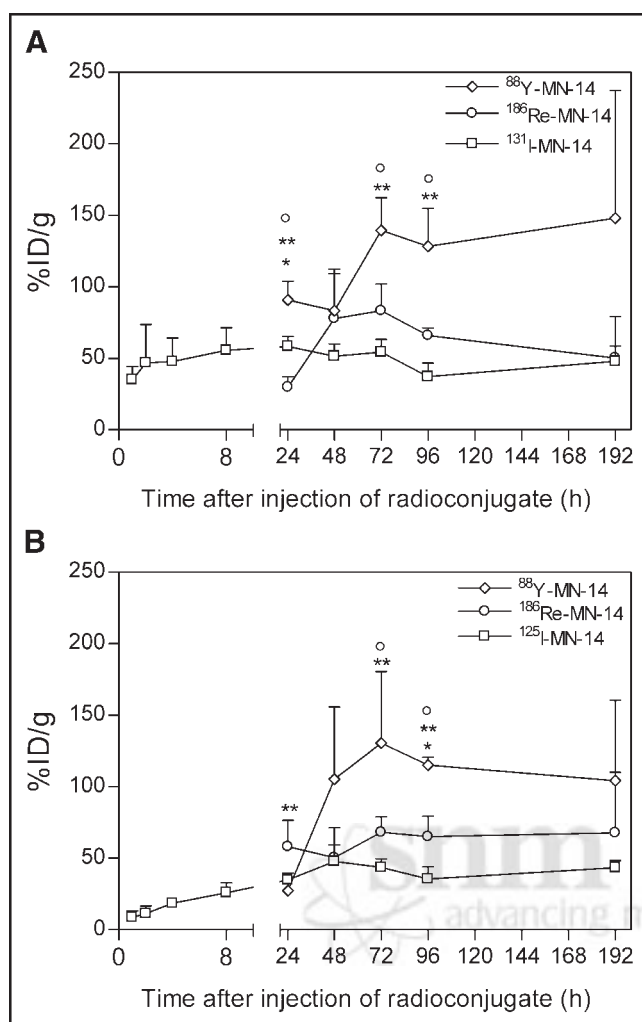 A
250
200
150
100
50
0
%ID/g
⁸⁸Y-MN-14
¹⁸⁶Re-MN-14
¹³¹I-MN-14
°
**
*
°
**
°
**
0 8 24 48 72 96 120 144 168 192
Time after injection of radioconjugate (h)
B
250
200
150
100
50
0
%ID/g
⁸⁸Y-MN-14
¹⁸⁶Re-MN-14
¹²⁵I-MN-14
**
°
**
°
**
*
snm
advancing m
0 8 24 48 72 96 120 144 168 192
Time after injection of radioconjugate (h)